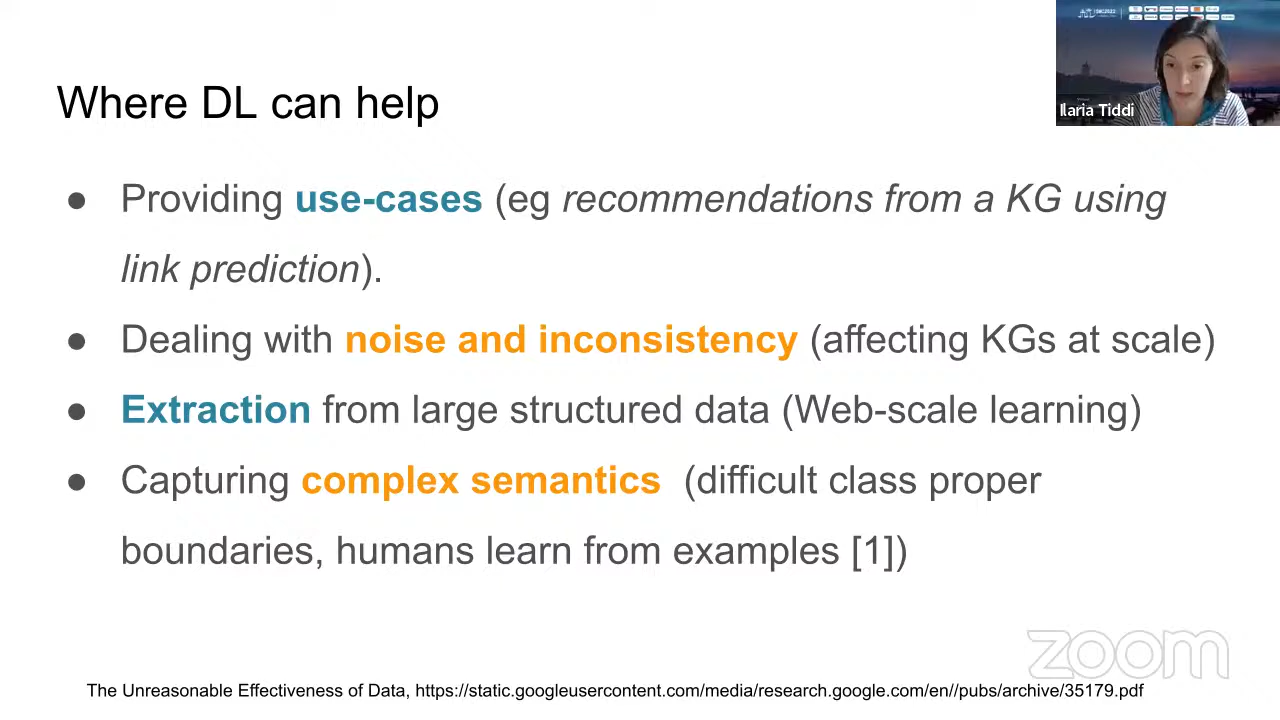 Where DL can help
Ilaria Tiddi
● Providing use-cases (eg recommendations from a KG using
link prediction).
● Dealing with noise and inconsistency (affecting KGs at scale)
● Extraction from large structured data (Web-scale learning)
● Capturing complex semantics (difficult class proper
boundaries, humans learn from examples [1])
zoom
The Unreasonable Effectiveness of Data, https://static.googleusercontent.com/media/research.google.com/en//pubs/archive/35179.pdf